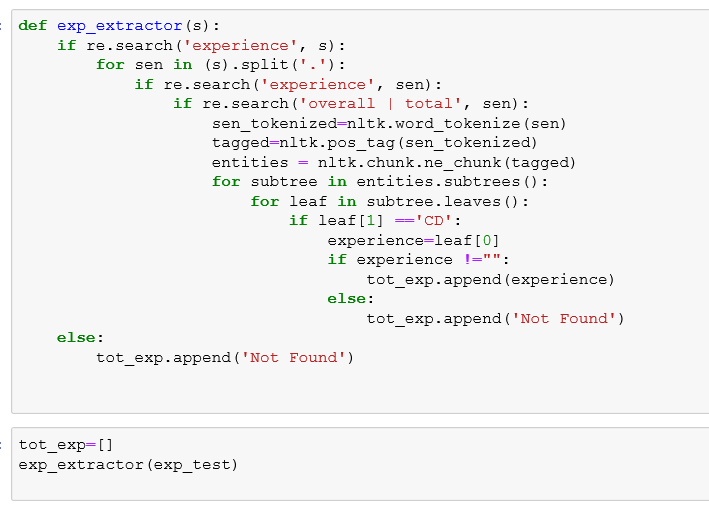 : def exp_extractor(s):
    if re.search('experience', s):
        for sen in (s).split('.'):
            if re.search('experience', sen):
                if re.search('overall | total', sen):
                    sen_tokenized=nltk.word_tokenize(sen)
                    tagged=nltk.pos_tag(sen_tokenized)
                    entities = nltk.chunk.ne_chunk(tagged)
                    for subtree in entities.subtrees():
                        for leaf in subtree.leaves():
                            if leaf[1] =='CD':
                                experience=leaf[0]
                                if experience !="":
                                    tot_exp.append(experience)
                                else:
                                    tot_exp.append('Not Found')
    else:
        tot_exp.append('Not Found')
: tot_exp=[]
exp_extractor(exp_test)